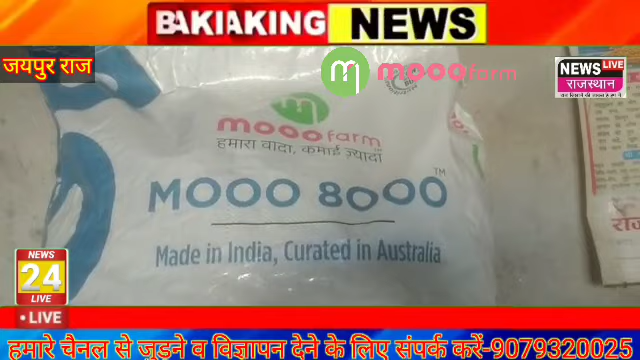 BAKIAKING NEWS
जयपुर राज
mooofarm
NEWS LIVE
राजस्थान
mooofarm
हमारा वादा, कमाई ज़्यादा
MOOO 8000™
Made in India, Curated in Australia
NEWS
24
LIVE
LIVE
हमारे चैनल से जुड़ने व विज्ञापन देने के लिए संपर्क करें-9079320025